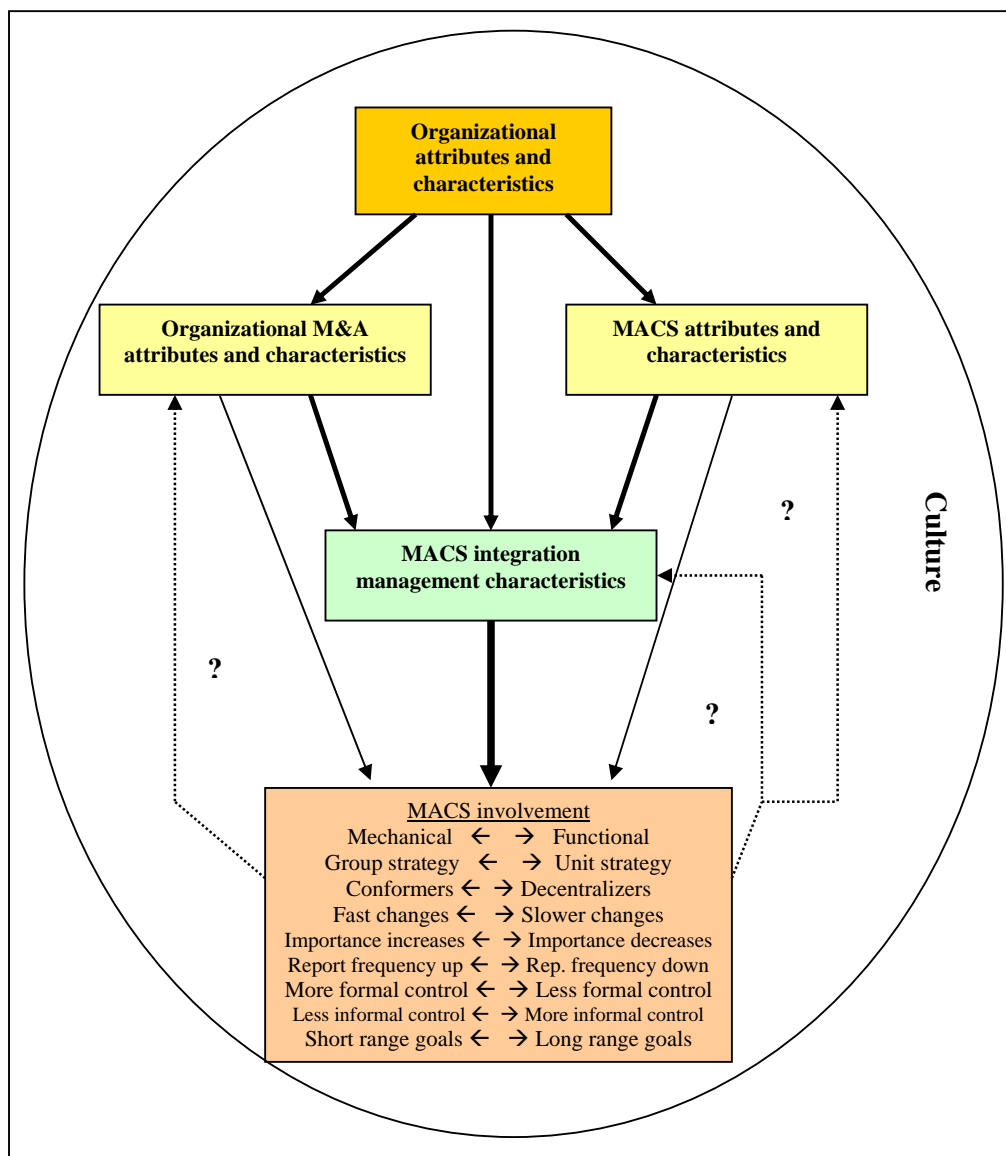 Organizational
attributes and
characteristics
Organizational M&A
attributes and characteristics
MACS attributes and
characteristics
?
Culture
MACS integration
management characteristics
?
?
MACS involvement
Mechanical ← → Functional
Group strategy ← → Unit strategy
Conformers ← → Decentralizers
Fast changes ← → Slower changes
Importance increases ← → Importance decreases
Report frequency up ← → Rep. frequency down
More formal control ← → Less formal control
Less informal control ← → More informal control
Short range goals ← → Long range goals